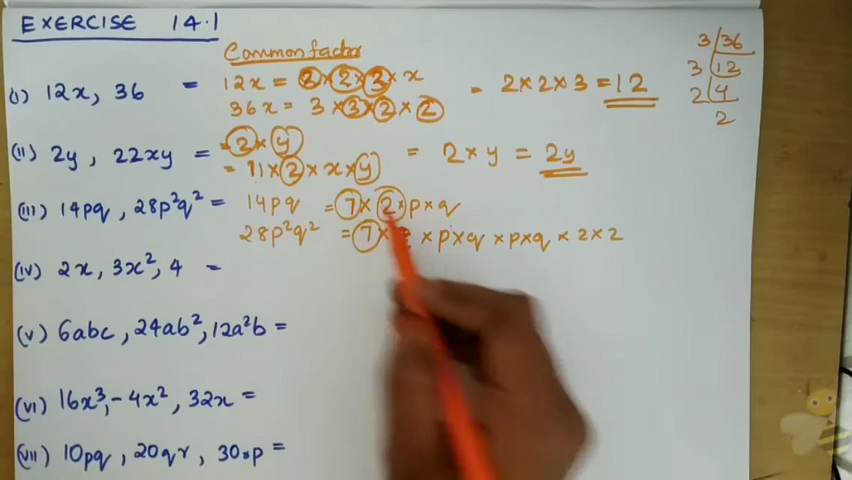 EXERCISE 14.1
Common factor
(i) 12x, 36 = 12x = 2×2×3×x = 2×2×3 = 12
36x = 3×3×2×2
(ii) 2y, 22xy = = 2×y = 2×y = 2y
= 11×2×x×y
(iii) 14pq, 28p²q² = 14pq = 7×2×p×q
28p²q² = 7× ×p×q×p×q×2×2
(iv) 2x, 3x², 4 =
(v) 6abc, 24ab², 12a²b =
(vi) 16x³, -4x², 32x =
(vii) 10pq, 20qr, 30rp =
3 36
3 12
2 4
2